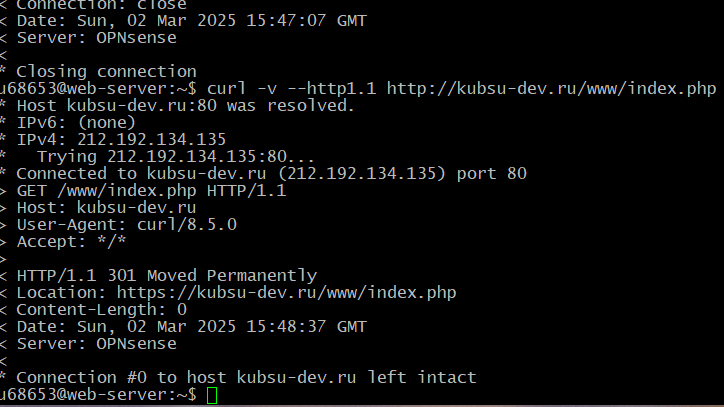 < Connection: close
< Date: Sun, 02 Mar 2025 15:47:07 GMT
< Server: OPNsense
<
* Closing connection
u68653@web-server:~$ curl -v --http1.1 http://kubsu-dev.ru/www/index.php
* Host kubsu-dev.ru:80 was resolved.
* IPv6: (none)
* IPv4: 212.192.134.135
*   Trying 212.192.134.135:80...
* Connected to kubsu-dev.ru (212.192.134.135) port 80
> GET /www/index.php HTTP/1.1
> Host: kubsu-dev.ru
> User-Agent: curl/8.5.0
> Accept: */*
>
< HTTP/1.1 301 Moved Permanently
< Location: https://kubsu-dev.ru/www/index.php
< Content-Length: 0
< Date: Sun, 02 Mar 2025 15:48:37 GMT
< Server: OPNsense
<
* Connection #0 to host kubsu-dev.ru left intact
u68653@web-server:~$